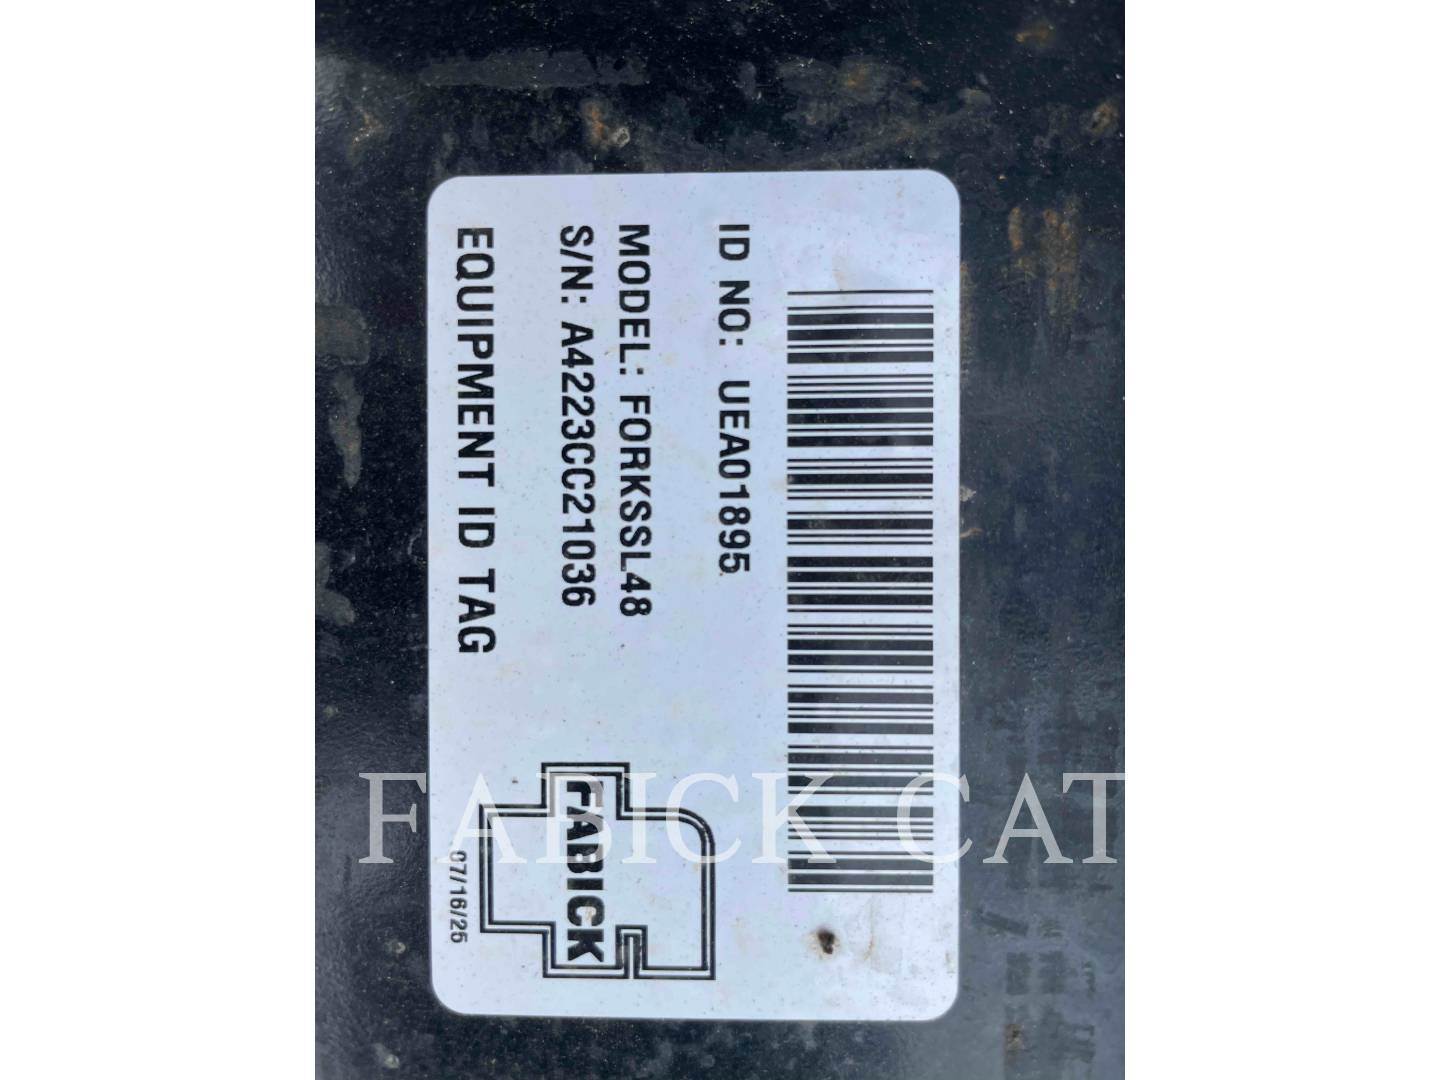 ID NO: UEA01895
MODEL: FORKSSL48
S/N: A4223CC21036
EQUIPMENT ID TAG
FABICK
07/16/25
FABICK CAT